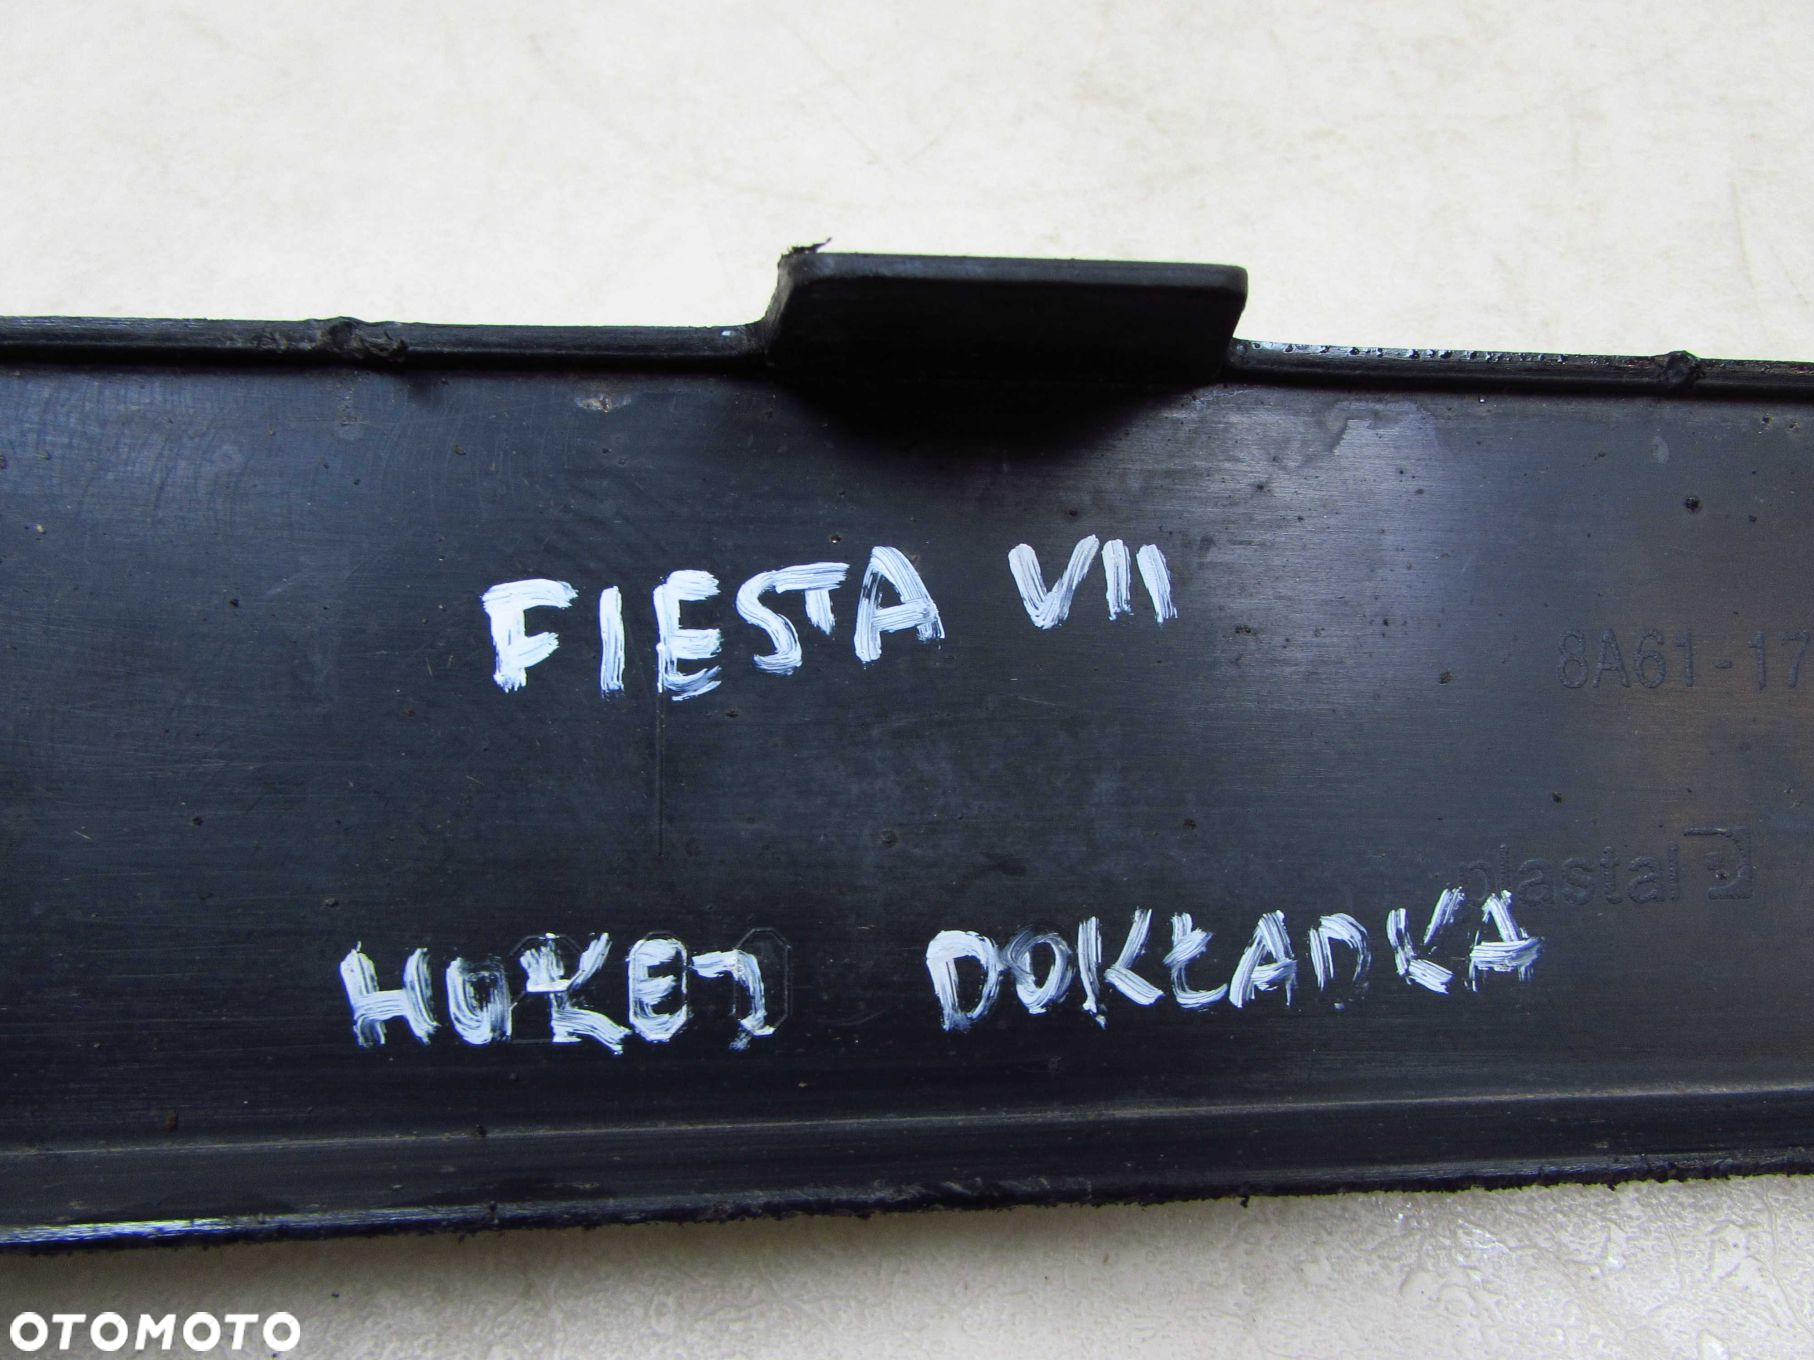 FIESTA VII
8A61-17
plastal
HOKEJ DOKŁADKA
OTOMOTO